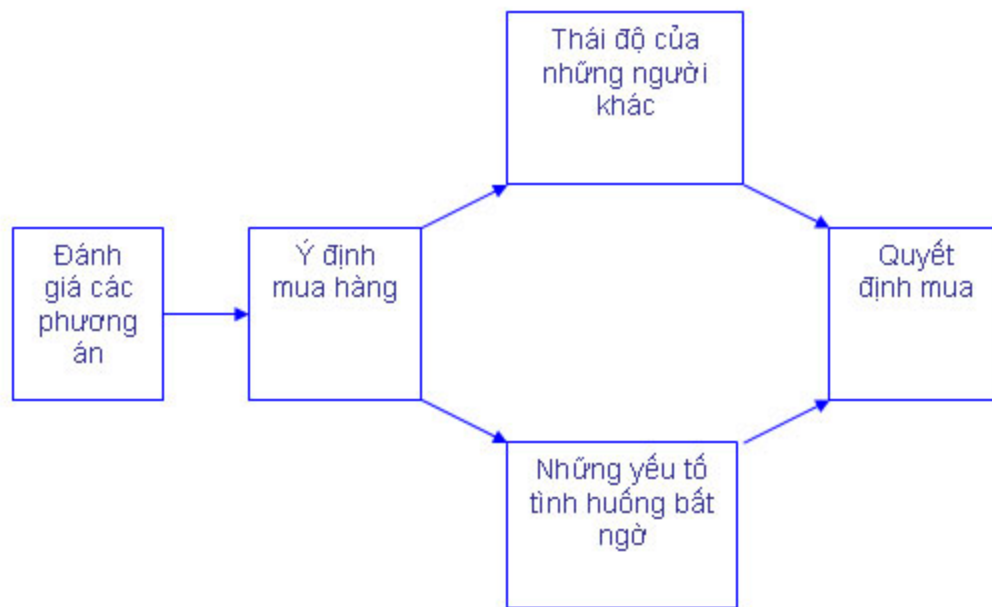 Thái độ của
những người
khác
Đánh
giá các
phương
án
Ý định
mua hàng
Quyết
định mua
Những yếu tố
tình huống bất
ngờ